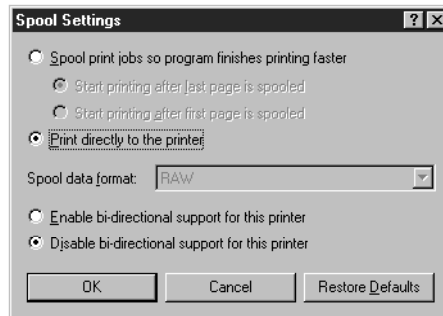 Spool Settings
Spool print jobs so program finishes printing faster
Start printing after last page is spooled
Start printing after first page is spooled
Print directly to the printer
Spool data format: RAW
Enable bi-directional support for this printer
Disable bi-directional support for this printer
OK Cancel Restore Defaults